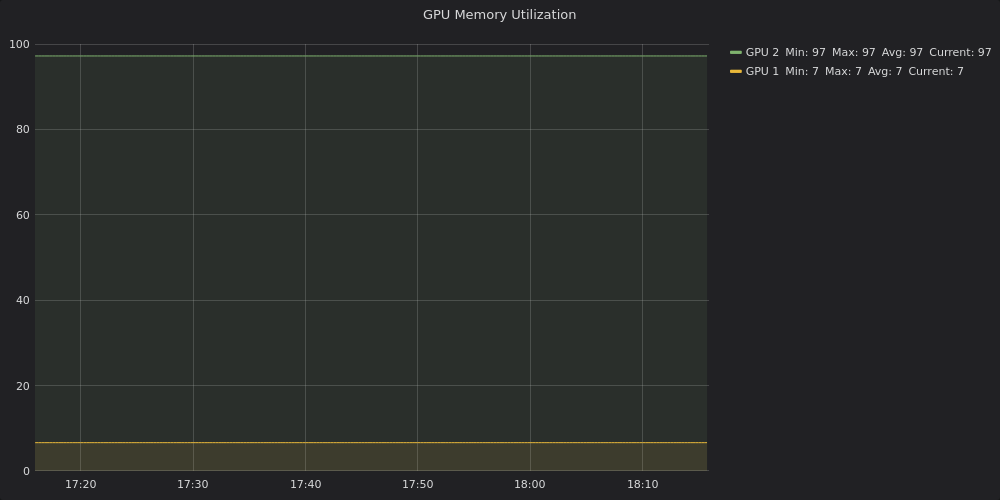 GPU Memory Utilization
100
80
60
40
20
0
17:20 17:30 17:40 17:50 18:00 18:10
GPU 2 Min: 97 Max: 97 Avg: 97 Current: 97
GPU 1 Min: 7 Max: 7 Avg: 7 Current: 7